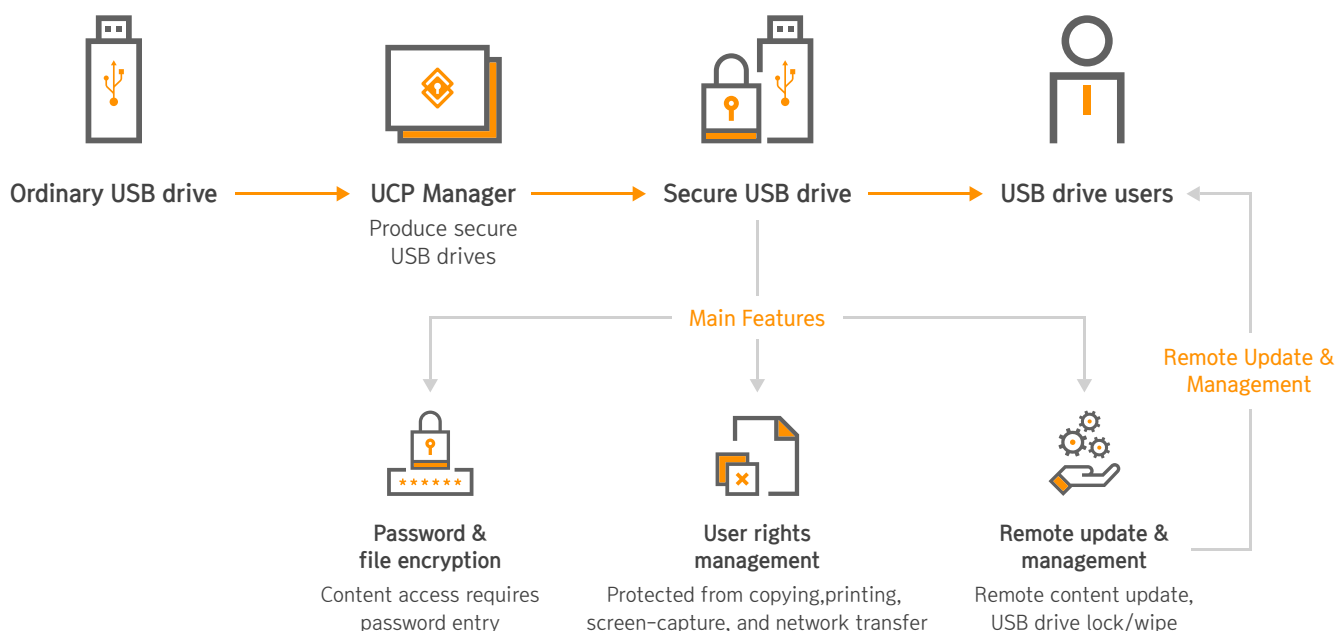 Ordinary USB drive
UCP Manager
Produce secure
USB drives
Secure USB drive
USB drive users
Main Features
Remote Update &
Management
******
Password &
file encryption
Content access requires
password entry
User rights
management
Protected from copying,printing,
screen-capture, and network transfer
Remote update &
management
Remote content update,
USB drive lock/wipe